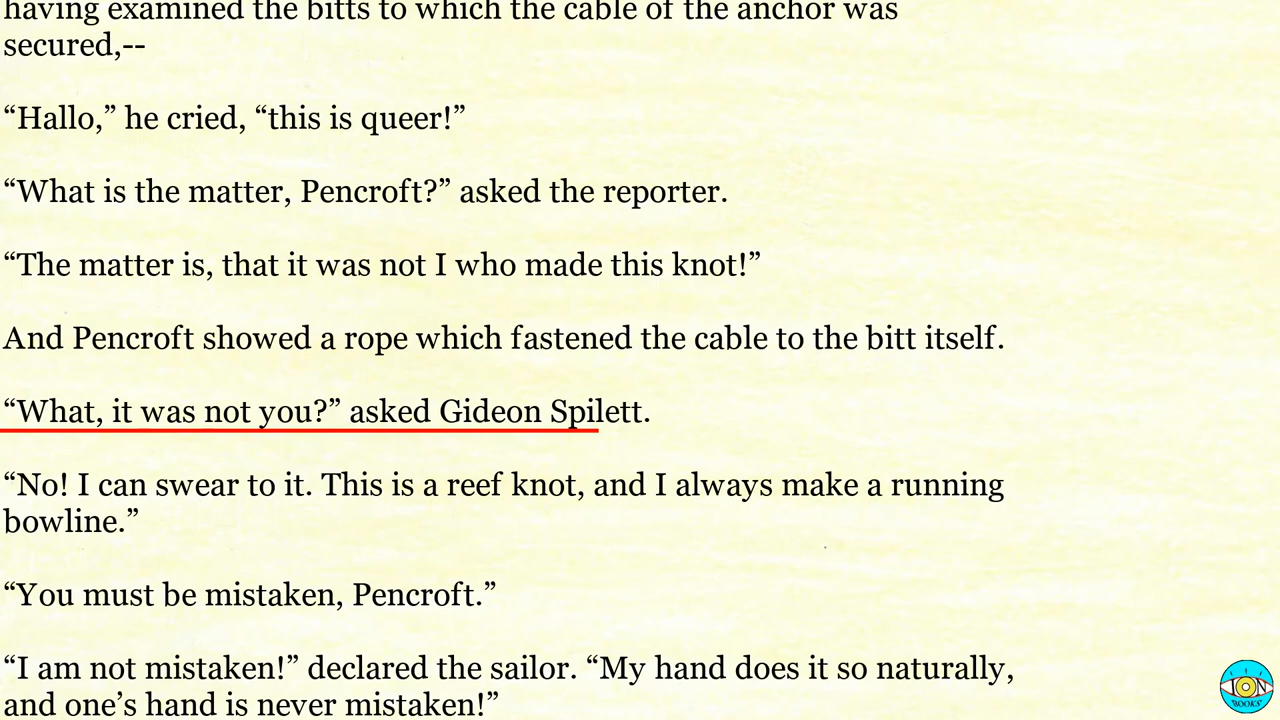 having examined the bitts to which the cable of the anchor was
secured,--
“Hallo,” he cried, “this is queer!”
“What is the matter, Pencroft?” asked the reporter.
“The matter is, that it was not I who made this knot!”
And Pencroft showed a rope which fastened the cable to the bitt itself.
“What, it was not you?” asked Gideon Spilett.
“No! I can swear to it. This is a reef knot, and I always make a running
bowline.”
“You must be mistaken, Pencroft.”
“I am not mistaken!” declared the sailor. “My hand does it so naturally,
and one’s hand is never mistaken!”
ION
BOOKS